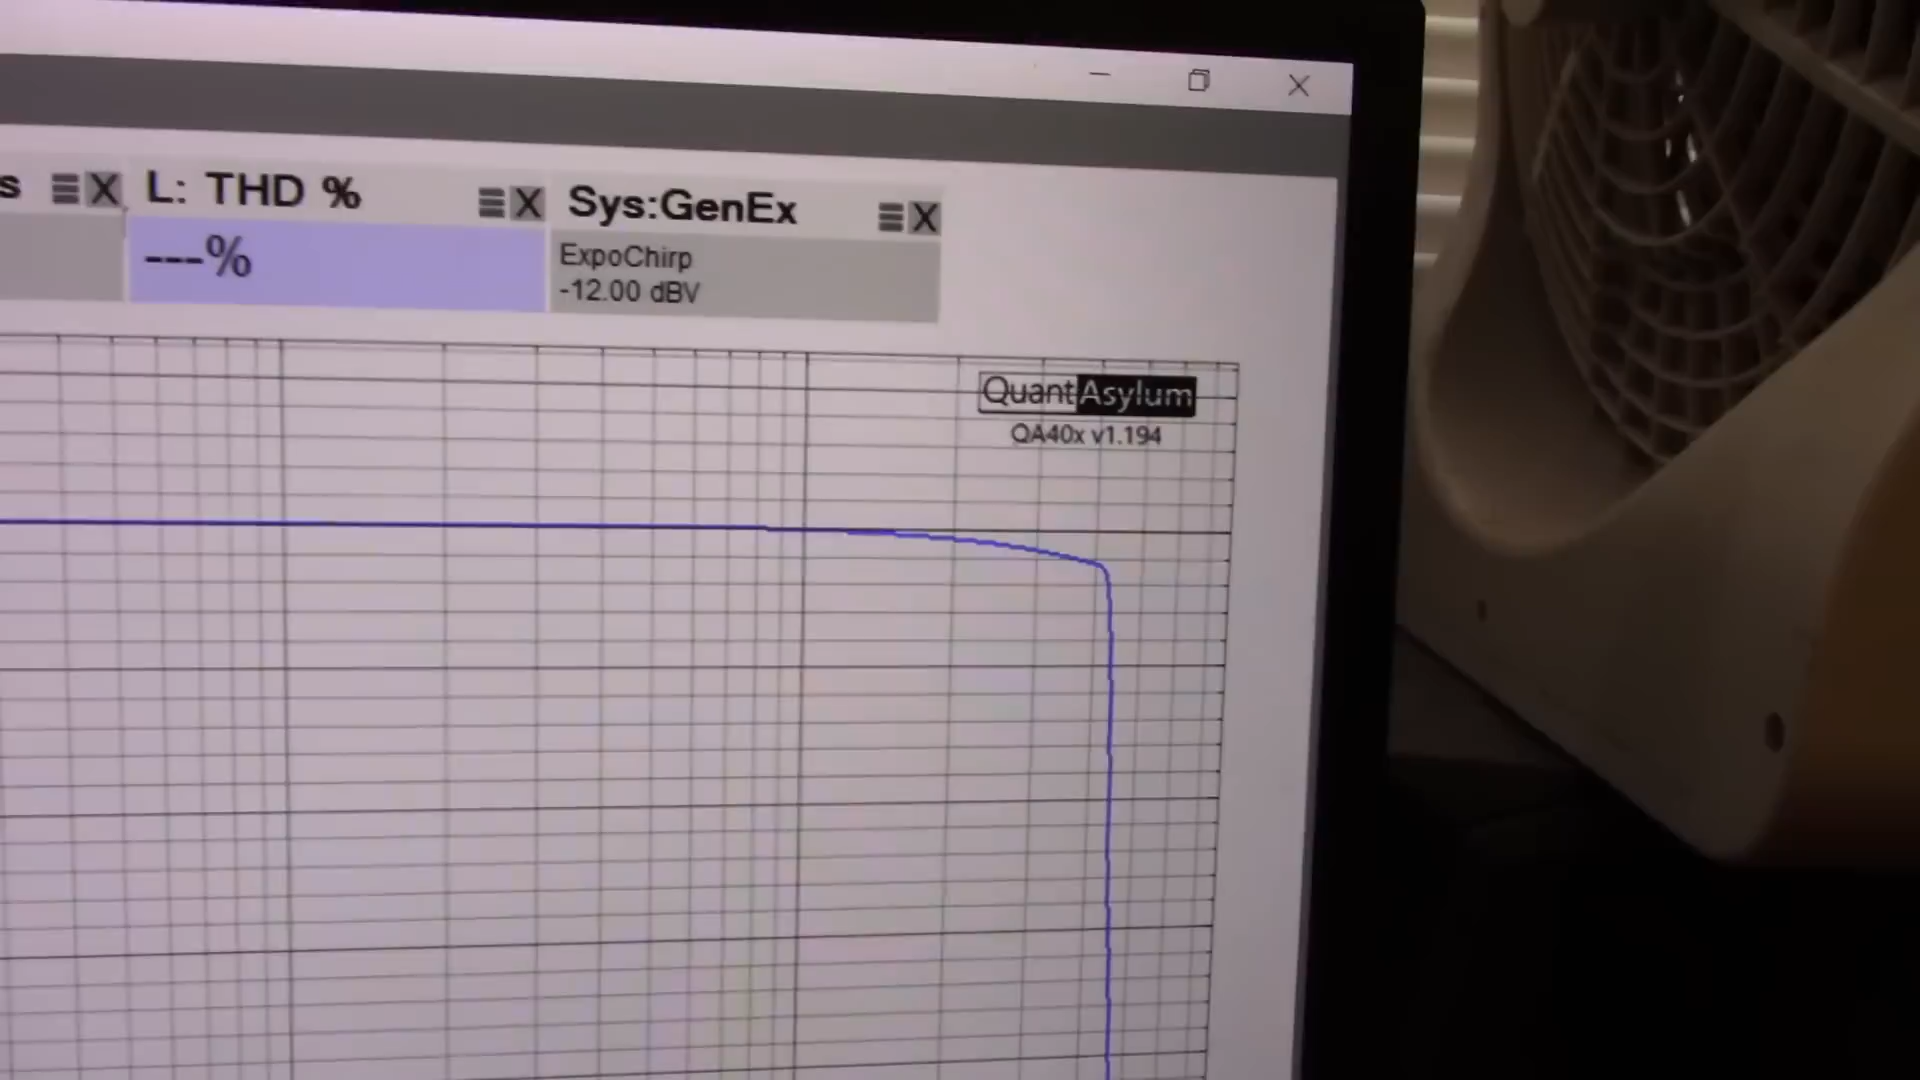 s
L: THD %
---%
Sys:GenEx
ExpoChirp
-12.00 dBV
QuantAsylum
QA40x v1.194